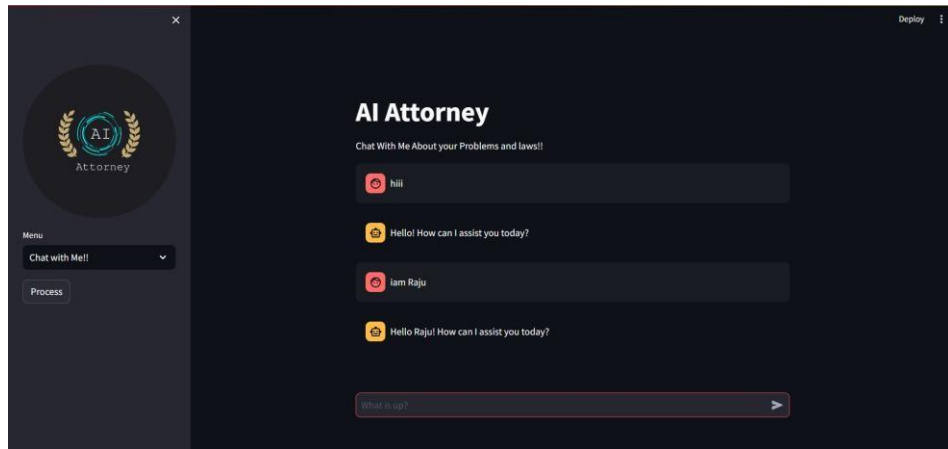 Deploy
AI
Attorney
Menu
Chat with Me!!
Process
AI Attorney
Chat With Me About your Problems and laws!!
hiii
Hello! How can I assist you today?
iam Raju
Hello Raju! How can I assist you today?
What is up?